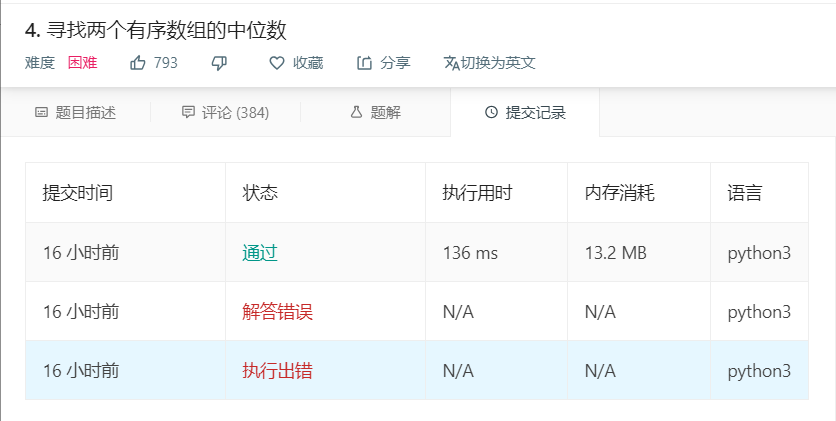 4. 寻找两个有序数组的中位数
难度 困难 793 收藏 分享 切换为英文
题目描述 评论 (384) 题解 提交记录
提交时间 状态 执行用时 内存消耗 语言
16 小时前 通过 136 ms 13.2 MB python3
16 小时前 解答错误 N/A N/A python3
16 小时前 执行出错 N/A N/A python3